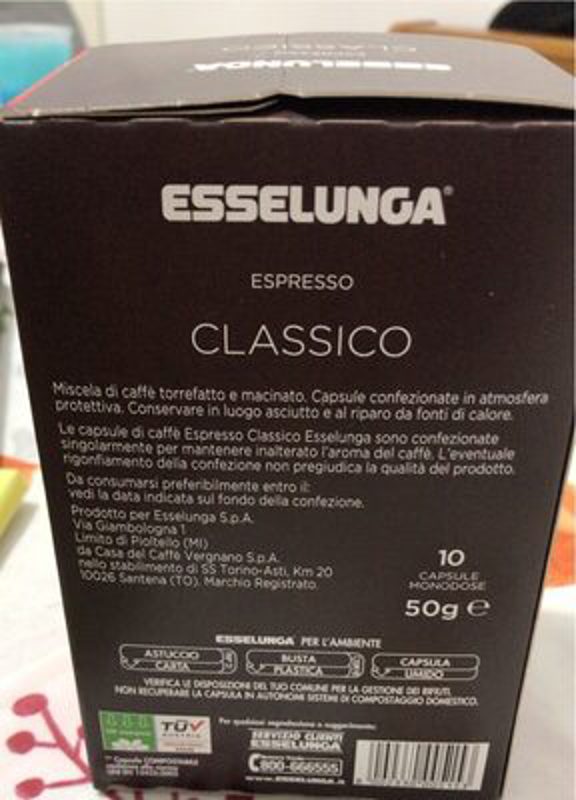 ESSELUNGA
CLASSICO
ESSELUNGA®
ESPRESSO
CLASSICO
Miscela di caffè torrefatto e macinato. Capsule confezionate in atmosfera
protettiva. Conservare in luogo asciutto e al riparo da fonti di calore.
Le capsule di caffè Espresso Classico Esselunga sono confezionate
singolarmente per mantenere inalterato l'aroma del caffè. L'eventuale
rigonfiamento della confezione non pregiudica la qualità del prodotto.
Da consumarsi preferibilmente entro il:
vedi la data indicata sul fondo della confezione.
Prodotto per Esselunga S.p.A.
Via Giambologna 1
Limito di Pioltello (MI)
da Casa del Caffè Vergnano S.p.A.
nello stabilimento di SS Torino-Asti, Km 20
10026 Santena (TO). Marchio Registrato.
10
CAPSULE
MONODOSE
50g ℮
ESSELUNGA PER L'AMBIENTE
ASTUCCIO
CARTA
BUSTA
PLASTICA
CAPSULA
UMIDO
VERIFICA LE DISPOSIZIONI DEL TUO COMUNE PER LA GESTIONE DEI RIFIUTI.
NON RECUPERARE LA CAPSULA IN AUTONOMI SISTEMI DI COMPOSTAGGIO DOMESTICO.
TÜV
AUSTRIA
Per qualsiasi segnalazione o suggerimento:
SERVIZIO CLIENTI
ESSELUNGA
800-666555
www.esselunga.it
Capsula COMPOSTABILE